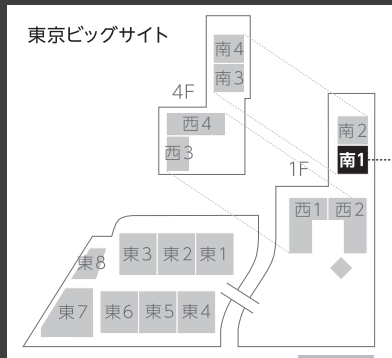 東京ビッグサイト
南4
南3
4F
西4
西3
南2
南1
1F
西1 西2
東3 東2 東1
東8
東7
東6 東5 東4